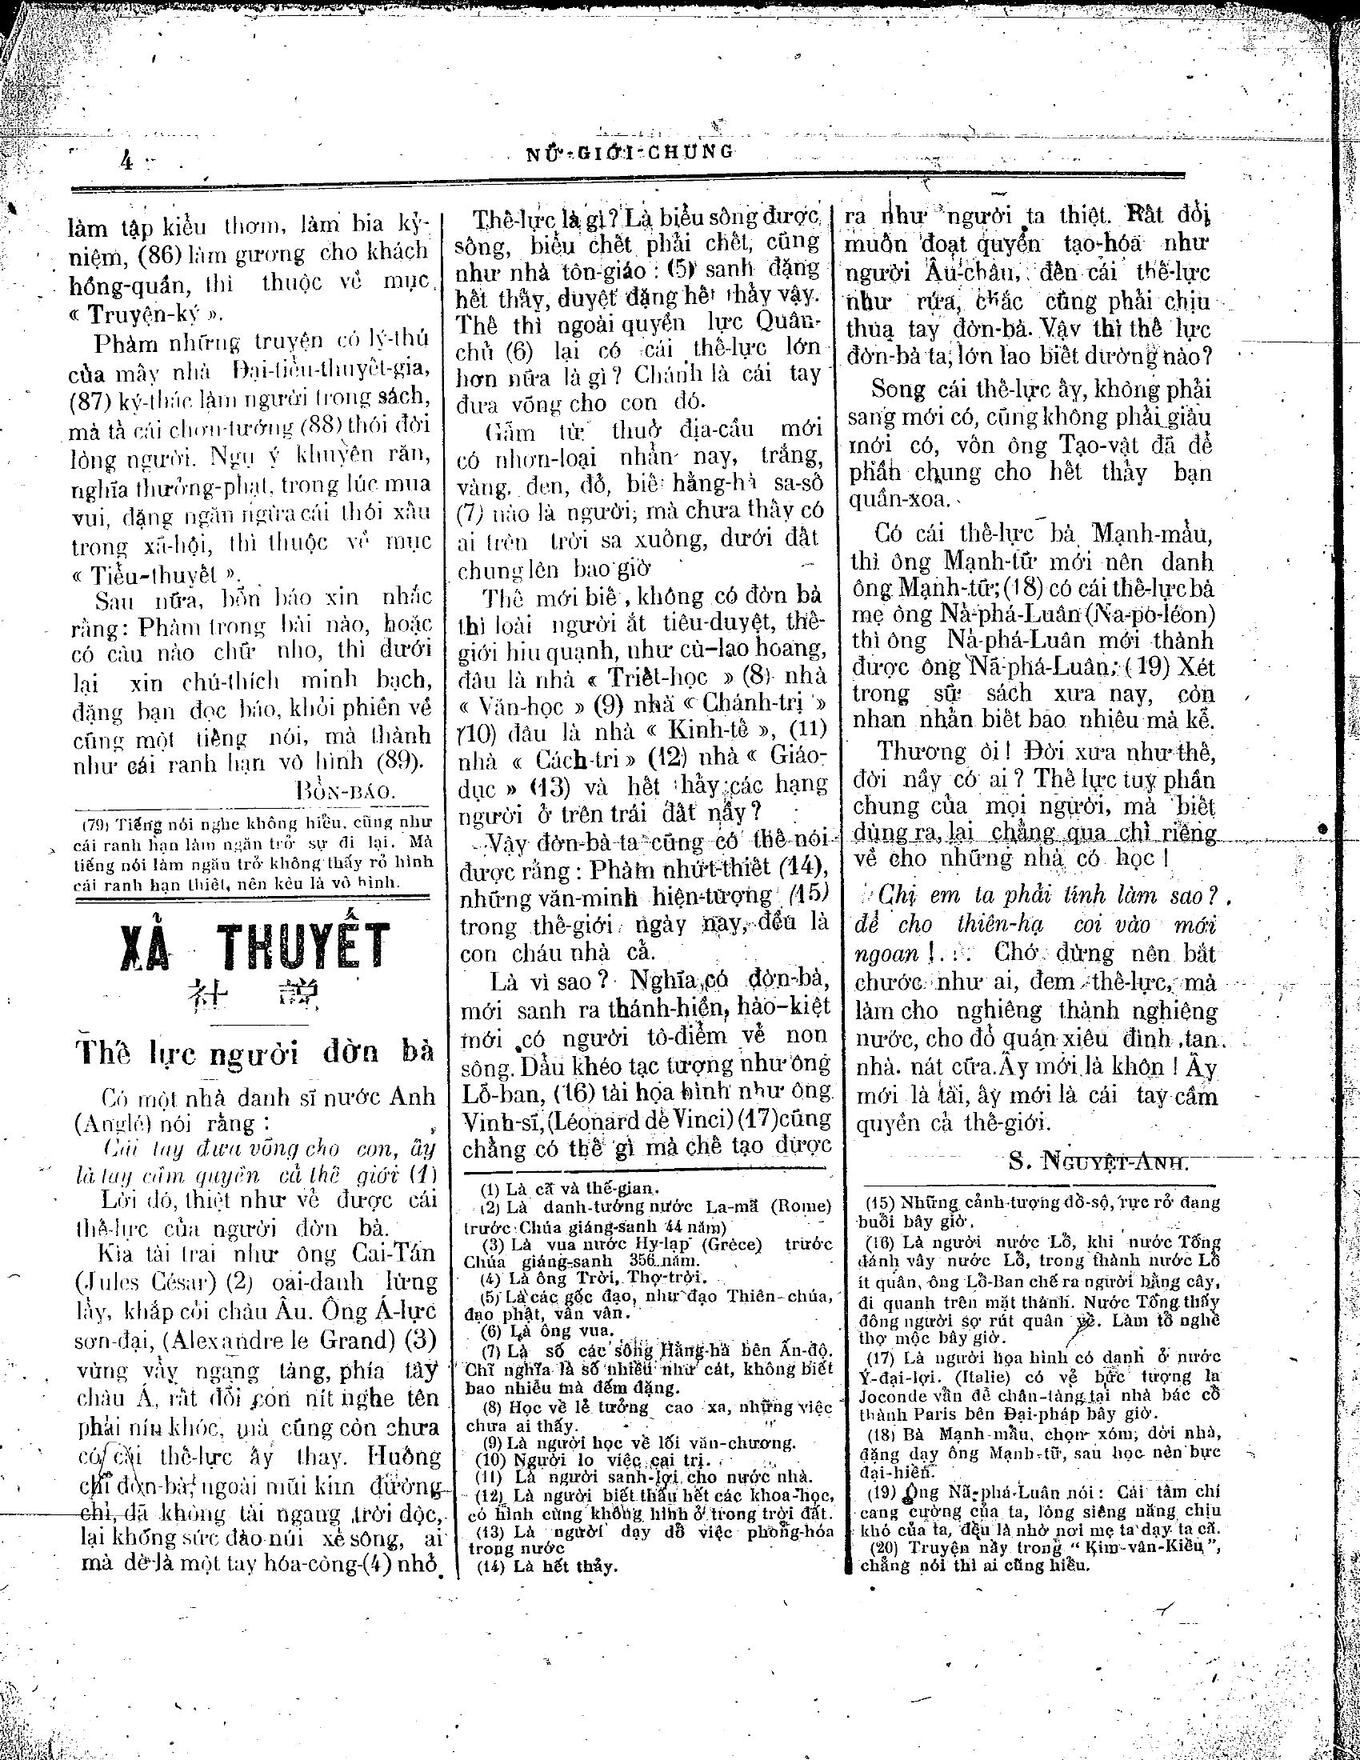 4
NỮ-GIỚI-CHUNG
làm tập kiểu thơm, làm bia kỷ-
niệm, (86) làm gương cho khách
hồng-quần, thì thuộc về mục
« Truyện-ký ».
Phàm những truyện có lý-thú
của mấy nhà Đại-tiểu-thuyết-gia,
(87) ký-thác làm người trong sách,
mà tả cái chơn-tướng (88) thói đời
lòng người. Ngụ ý khuyên răn,
nghĩa thưởng-phạt, trong lúc mua
vui, dặng ngăn ngừa cái thói xấu
trong xã-hội, thì thuộc về mục
« Tiểu-thuyết ».
Sau nữa, bổn báo xin nhắc
rằng: Phàm trong bài nào, hoặc
có câu nào chữ nho, thì dưới
lại xin chú-thích minh bạch,
đặng bạn đọc báo, khỏi phiền về
cũng một tiếng nói, mà thành
như cái ranh hạn vô hình (89).
BỔN-BÁO.
(79) Tiếng nói nghe không hiểu, cũng như
cái ranh hạn làm ngăn trở sự đi lại. Mà
tiếng nói làm ngăn trở không thấy rỏ hình
cái ranh hạn thiệt, nên kêu là vô hình.
XẢ THUYẾT
社 說
Thế lực người đờn bà
Có một nhà danh sĩ nước Anh
(Anglé) nói rằng :
Cái tay đưa võng cho con, ấy
là tay cầm quyền cả thế giới (1)
Lời đó, thiệt như vẽ được cái
thế-lực của người đờn bà.
Kìa tài trai như ông Cai-Tán
(Jules César) (2) oai-danh lừng
lẩy, khắp cỏi châu Âu. Ông Á-lực
sơn-đại, (Alexandre le Grand) (3)
vùng vẩy ngang tàng, phía tây
châu Á, rất đổi con nít nghe tên
phải nín khóc, mà cũng còn chưa
có cái thế-lực ấy thay. Huống
chi đờn-bà, ngoài mũi kim đường
chỉ, đã không tài ngang trời dọc,
lại không sức đào núi xẻ sông, ai
mà dè là một tay hóa-công (4) nhỏ.
Thế-lực là gì? Là biểu sống được
sống, biểu chết phải chết, cũng
như nhà tôn-giáo : (5) sanh đặng
hết thẩy, duyệt đặng hết thẩy vậy.
Thế thì ngoài quyền lực Quân-
chủ (6) lại có cái thế-lực lớn
hơn nữa là gì? Chánh là cái tay
đưa võng cho con đó.
Gẫm từ thuở địa-cầu mới
có nhơn-loại nhẫn nay, trắng,
vàng, đen, đỏ, biết hằng-hà sa-số
(7) nào là người; mà chưa thấy có
ai trên trời sa xuống, dưới đất
chung lên bao giờ
Thế mới biết, không có đờn bà
thì loài người ắt tiêu-duyệt, thế-
giới hiu quạnh, như cù-lao hoang,
đâu là nhà « Triết-học » (8) nhà
« Văn-học » (9) nhà « Chánh-trị »
(10) đâu là nhà « Kinh-tế », (11)
nhà « Cách-trí » (12) nhà « Giáo-
dục » (13) và hết thảy các hạng
người ở trên trái đất nầy?
Vậy đờn-bà ta cũng có thể nói
được rằng : Phàm nhứt-thiết (14),
những văn-minh hiện-tượng (15)
trong thế-giới ngày nay, đều là
con cháu nhà cả.
Là vì sao? Nghĩa có đờn-bà,
mới sanh ra thánh-hiền, hào-kiệt
mới có người tô-điểm về non
sông. Dẩu khéo tạc tượng như ông
Lỗ-ban, (16) tài họa hình như ông
Vinh-sĩ, (Léonard de Vinci) (17) cũng
chẳng có thể gì mà chế tạo được
(1) Là cã và thế-gian.
(2) Là danh-tướng nước La-mã (Rome)
trước Chúa giáng-sanh 44 năm)
(3) Là vua nước Hy-lạp (Grèce) trước
Chúa giáng-sanh 356 năm.
(4) Là ông Trời, Thợ-trời.
(5) Là các gốc đạo, như đạo Thiên-chúa,
đạo phật, vân vân.
(6) Là ông vua.
(7) Là số các sông Hằng-hà bên Ấn-độ.
Chỉ nghĩa là số nhiều như cát, không biết
bao nhiều mà đếm đặng.
(8) Học về lẽ tưởng cao xa, những việc
chưa ai thấy.
(9) Là người học về lối văn-chương.
(10) Người lo việc cai trị.
(11) Là người sanh-lợi cho nước nhà.
(12) Là người biết thấu hết các khoa-học,
có hình cùng không hình ở trong trời đất.
(13) Là người dạy dỗ việc phong-hóa
trong nước
(14) Là hết thảy.
ra như người ta thiệt. Rất đổi
muốn đoạt quyền tạo-hóa như
người Âu-châu, đến cái thế-lực
như rứa, chắc cũng phải chịu
thua tay đờn-bà. Vậy thì thế lực
đờn-bà ta, lớn lao biết dường nào?
Song cái thế-lực ấy, không phải
sang mới có, cũng không phải giầu
mới có, vốn ông Tạo-vật đã để
phần chung cho hết thảy bạn
quần-xoa.
Có cái thế-lực bà Mạnh-mẫu,
thì ông Mạnh-tử mới nên danh
ông Mạnh-tử; (18) có cái thế-lực bà
mẹ ông Nã-phá-Luân (Na-po-léon)
thì ông Nã-phá-Luân mới thành
được ông Nã-phá-Luân; (19) Xét
trong sử sách xưa nay, còn
nhan nhản biết bao nhiêu mà kể.
Thương ôi! Đời xưa như thế,
đời nầy có ai? Thế lực tuy phần
chung của mọi người, mà biết
dùng ra, lại chẳng qua chỉ riêng
về cho những nhà có học!
Chị em ta phải tính làm sao?
để cho thiên-hạ coi vào mới
ngoan!... Chớ đừng nên bắt
chước như ai, đem thế-lực, mà
làm cho nghiêng thành nghiêng
nước, cho đổ quán xiêu đình, tan
nhà nát cửa. Ấy mới là khôn! Ấy
mới là tài, ấy mới là cái tay cầm
quyền cả thế-giới.
S. NGUYỆT-ANH.
(15) Những cảnh-tượng đồ-sộ, rực rở đang
buổi bây giờ.
(16) Là người nước Lỗ, khi nước Tống
đánh vây nước Lỗ, trong thành nước Lỗ
ít quân, ông Lỗ-Ban chế ra người bằng cây,
đi quanh trên mặt thành. Nước Tống thấy
đông người sợ rút quân về. Làm tổ nghề
thợ mộc bây giờ.
(17) Là người họa hình có danh ở nước
Ý-đại-lợi. (Italie) có vẽ bức tượng la
Joconde vẫn để chân-tàng tại nhà bác cổ
thành Paris bên Đại-pháp bây giờ.
(18) Bà Mạnh-mẫu, chọn xóm, dời nhà,
đặng dạy ông Mạnh-tử, sau học nên bực
đại-hiền.
(19) Ông Nã-phá-Luân nói : Cái tâm chí
cang cường của ta, lòng siêng năng chịu
khó của ta, đều là nhờ nơi mẹ ta dạy ta cã.
(20) Truyện nầy trong “Kim-vân-Kiều”,
chẳng nói thì ai cũng hiểu.